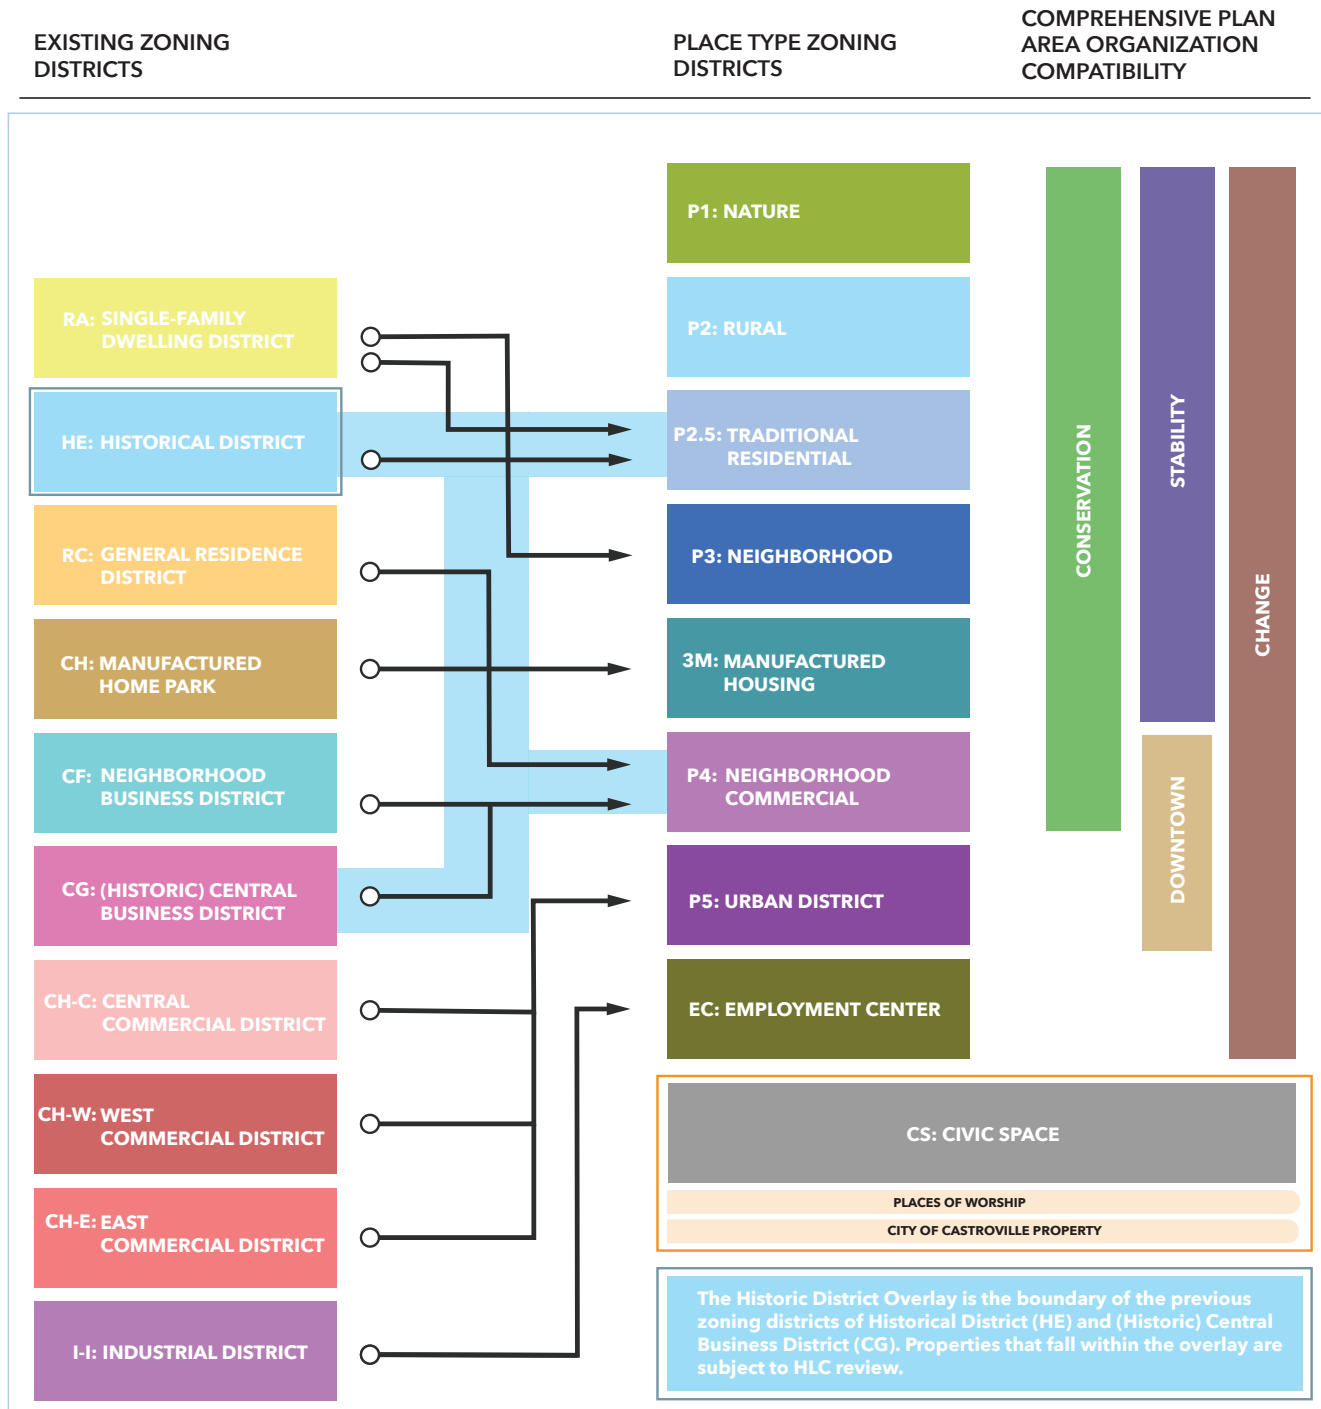 EXISTING ZONING
DISTRICTS
PLACE TYPE ZONING
DISTRICTS
COMPREHENSIVE PLAN
AREA ORGANIZATION
COMPATIBILITY
RA: SINGLE-FAMILY
DWELLING DISTRICT
HE: HISTORICAL DISTRICT
RC: GENERAL RESIDENCE
DISTRICT
CH: MANUFACTURED
HOME PARK
CF: NEIGHBORHOOD
BUSINESS DISTRICT
CG: (HISTORIC) CENTRAL
BUSINESS DISTRICT
CH-C: CENTRAL
COMMERCIAL DISTRICT
CH-W: WEST
COMMERCIAL DISTRICT
CH-E: EAST
COMMERCIAL DISTRICT
I-I: INDUSTRIAL DISTRICT
P1: NATURE
P2: RURAL
P2.5: TRADITIONAL
RESIDENTIAL
P3: NEIGHBORHOOD
3M: MANUFACTURED
HOUSING
P4: NEIGHBORHOOD
COMMERCIAL
P5: URBAN DISTRICT
EC: EMPLOYMENT CENTER
CONSERVATION
STABILITY
DOWNTOWN
CHANGE
CS: CIVIC SPACE
PLACES OF WORSHIP
CITY OF CASTROVILLE PROPERTY
The Historic District Overlay is the boundary of the previous
zoning districts of Historical District (HE) and (Historic) Central
Business District (CG). Properties that fall within the overlay are
subject to HLC review.